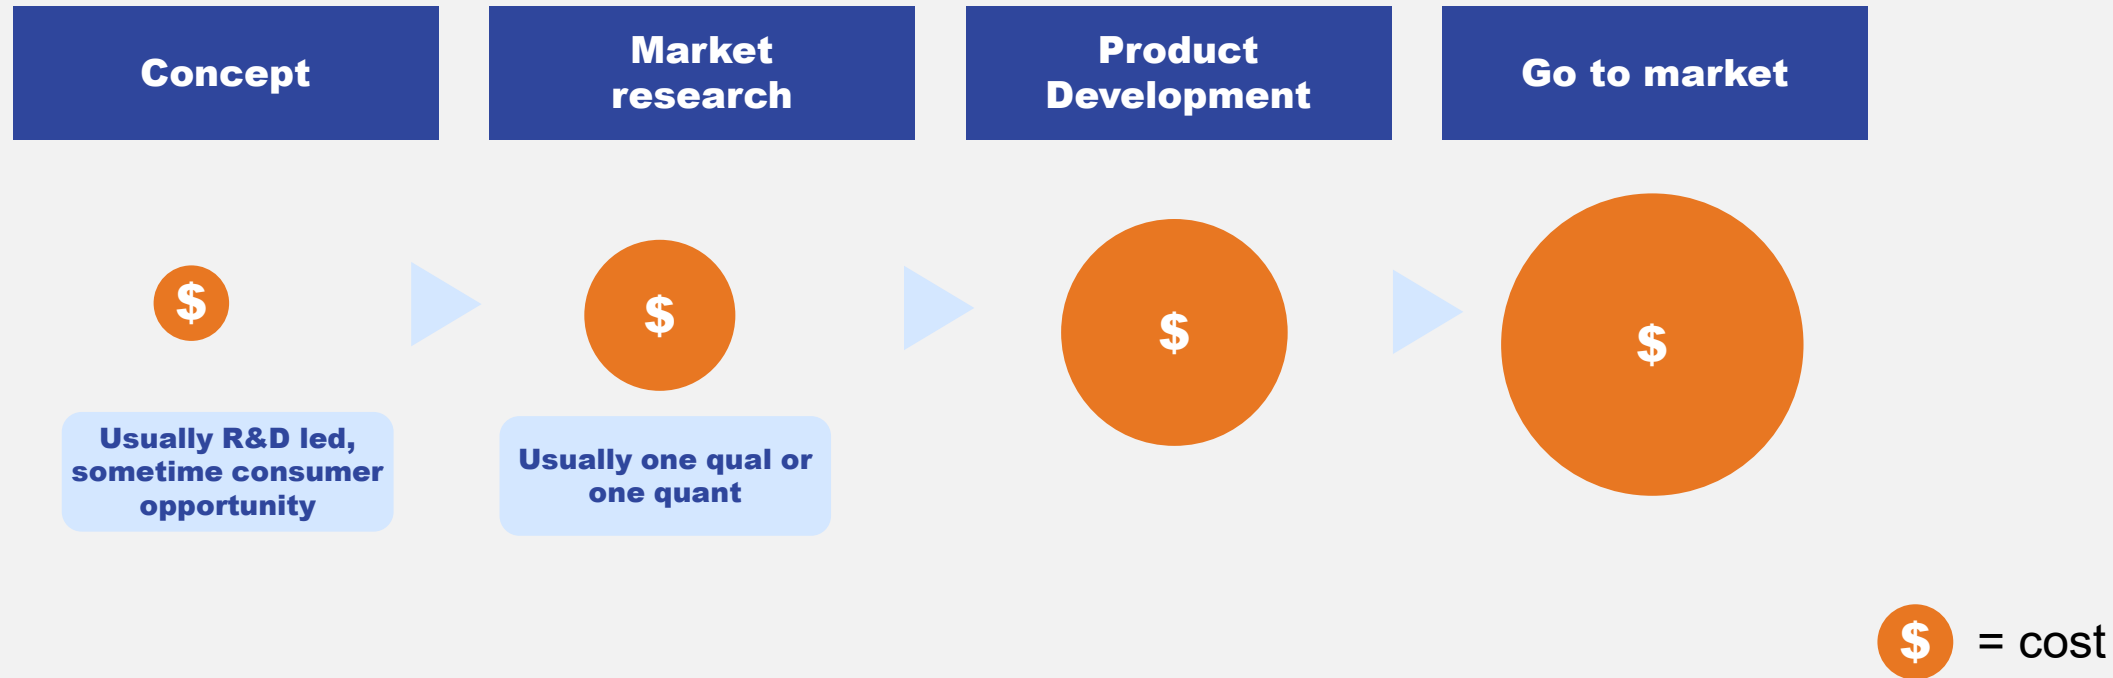 Concept
Market
research
Product
Development
Go to market
$
$
$
$
Usually R&D led,
sometime consumer
opportunity
Usually one qual or
one quant
$ = cost